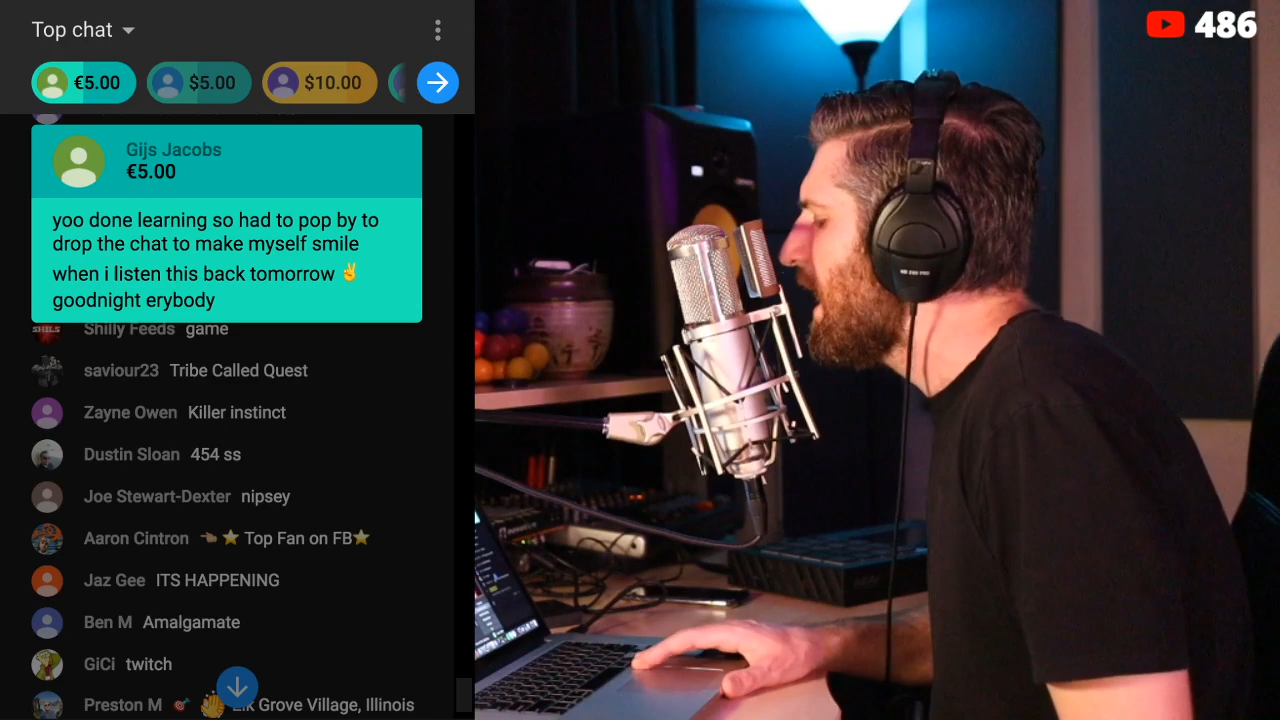 Top chat
€5.00 $5.00 $10.00
486
Gijs Jacobs
€5.00
yoo done learning so had to pop by to
drop the chat to make myself smile
when i listen this back tomorrow ✌
goodnight erybody
Shilly Feeds game
saviour23 Tribe Called Quest
Zayne Owen Killer instinct
Dustin Sloan 454 ss
Joe Stewart-Dexter nipsey
Aaron Cintron 👈⭐ Top Fan on FB⭐
Jaz Gee ITS HAPPENING
Ben M Amalgamate
GiCi twitch
Preston M 🎯 👋 Grove Village, Illinois